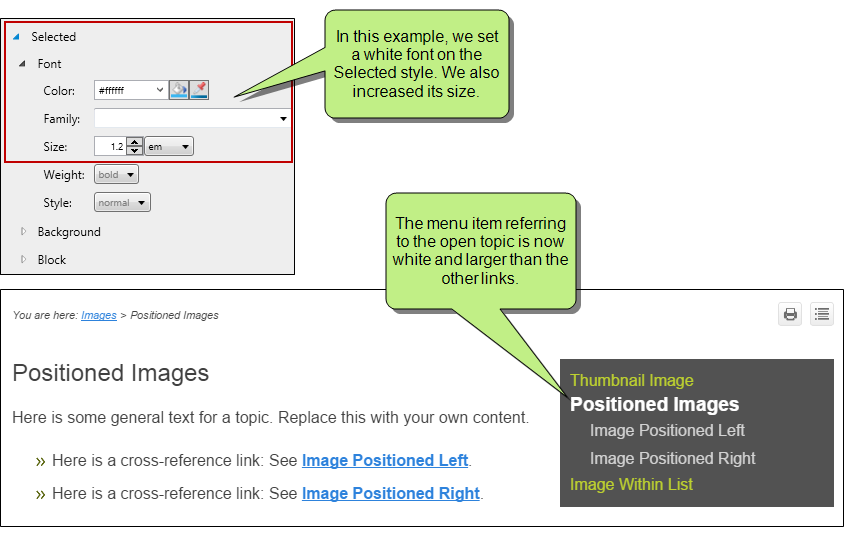 Selected
Font
Color: #ffffff
Family:
Size: 1.2 em
Weight: bold
Style: normal
Background
Block
In this example, we set
a white font on the
Selected style. We also
increased its size.
The menu item referring
to the open topic is now
white and larger than the
other links.
You are here: Images > Positioned Images
Positioned Images
Here is some general text for a topic. Replace this with your own content.
» Here is a cross-reference link: See Image Positioned Left.
» Here is a cross-reference link: See Image Positioned Right.
Thumbnail Image
Positioned Images
Image Positioned Left
Image Positioned Right
Image Within List